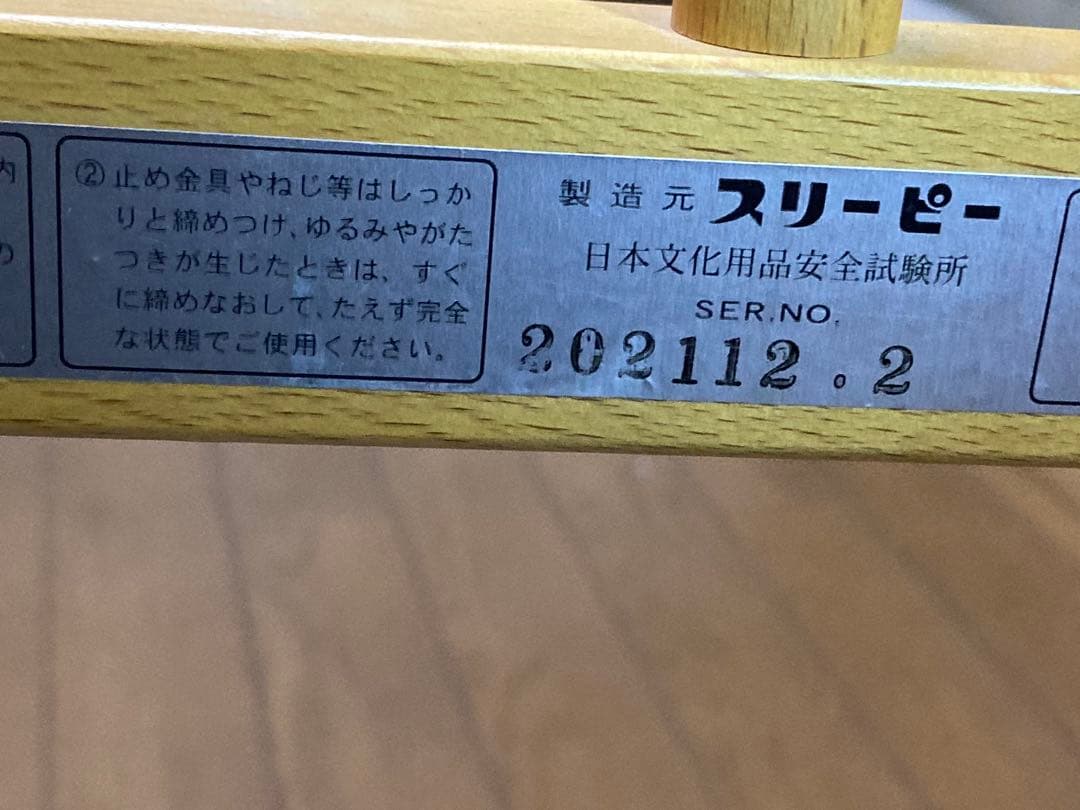 内
の
②止め金具やねじ等はしっか
りと締めつけ、ゆるみやがた
つきが生じたときは、すぐ
に締めなおして、たえず完全
な状態でご使用ください。
製造元 スリーピー
日本文化用品安全試験所
SER.NO.
202112.2